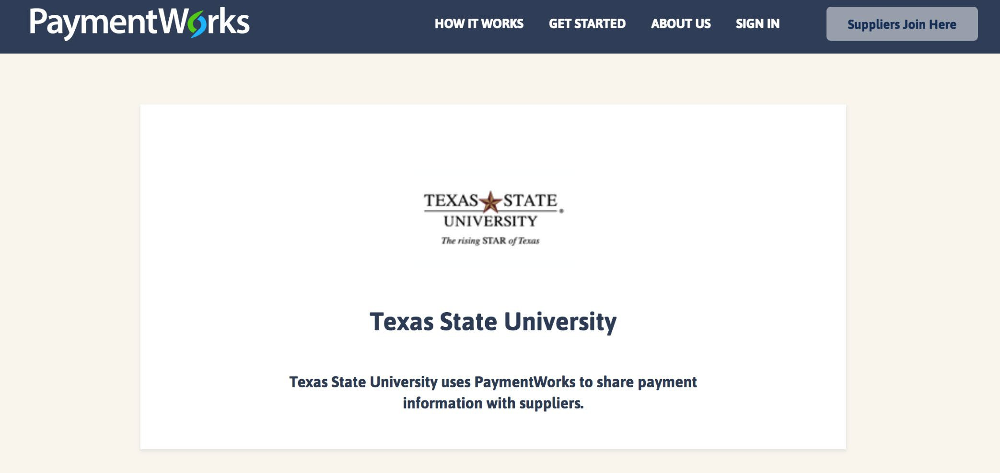 PaymentWorks
HOW IT WORKS GET STARTED ABOUT US SIGN IN Suppliers Join Here
TEXAS STATE
UNIVERSITY ®
The rising STAR of Texas
Texas State University
Texas State University uses PaymentWorks to share payment
information with suppliers.